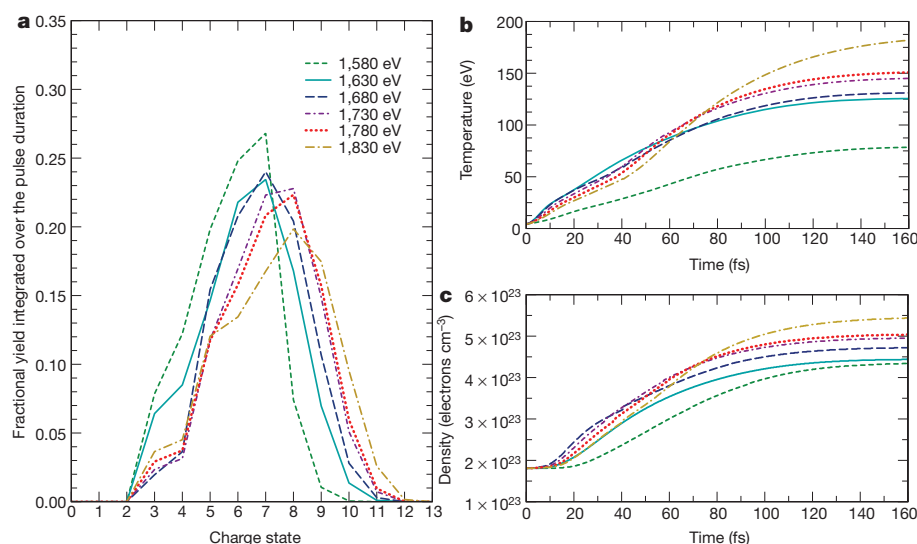 a
Fractional yield integrated over the pulse duration
0.35
0.30
0.25
0.20
0.15
0.10
0.05
0.00
0 1 2 3 4 5 6 7 8 9 10 11 12 13
Charge state
1,580 eV
1,630 eV
1,680 eV
1,730 eV
1,780 eV
1,830 eV
b
Temperature (eV)
200
150
100
50
0
0 20 40 60 80 100 120 140 160
Time (fs)
c
Density (electrons cm⁻³)
6 × 10²³
5 × 10²³
4 × 10²³
3 × 10²³
2 × 10²³
1 × 10²³
0 20 40 60 80 100 120 140 160
Time (fs)